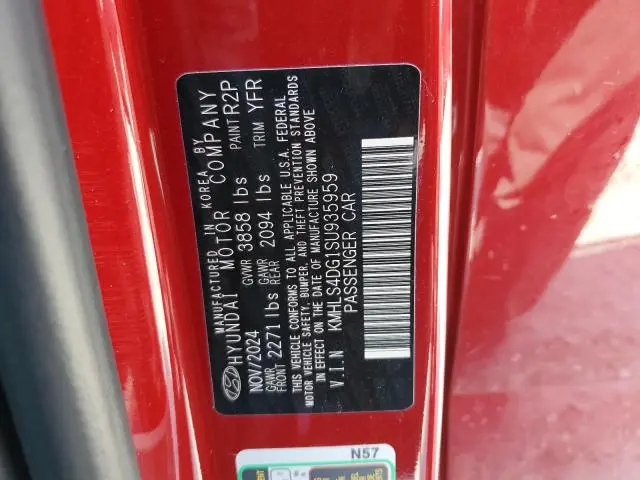 MANUFACTURED IN KOREA BY
HYUNDAI MOTOR COMPANY
NOV/2024 GVWR 3858 lbs PAINT R2P
GAWR FRONT 2271 lbs GAWR REAR 2094 lbs TRIM YFR
THIS VEHICLE CONFORMS TO ALL APPLICABLE U.S.A. FEDERAL
MOTOR VEHICLE SAFETY, BUMPER, AND THEFT PREVENTION STANDARDS
IN EFFECT ON THE DATE OF MANUFACTURE SHOWN ABOVE
V.I.N KMHLS4DG1SU935959
PASSENGER CAR
N57